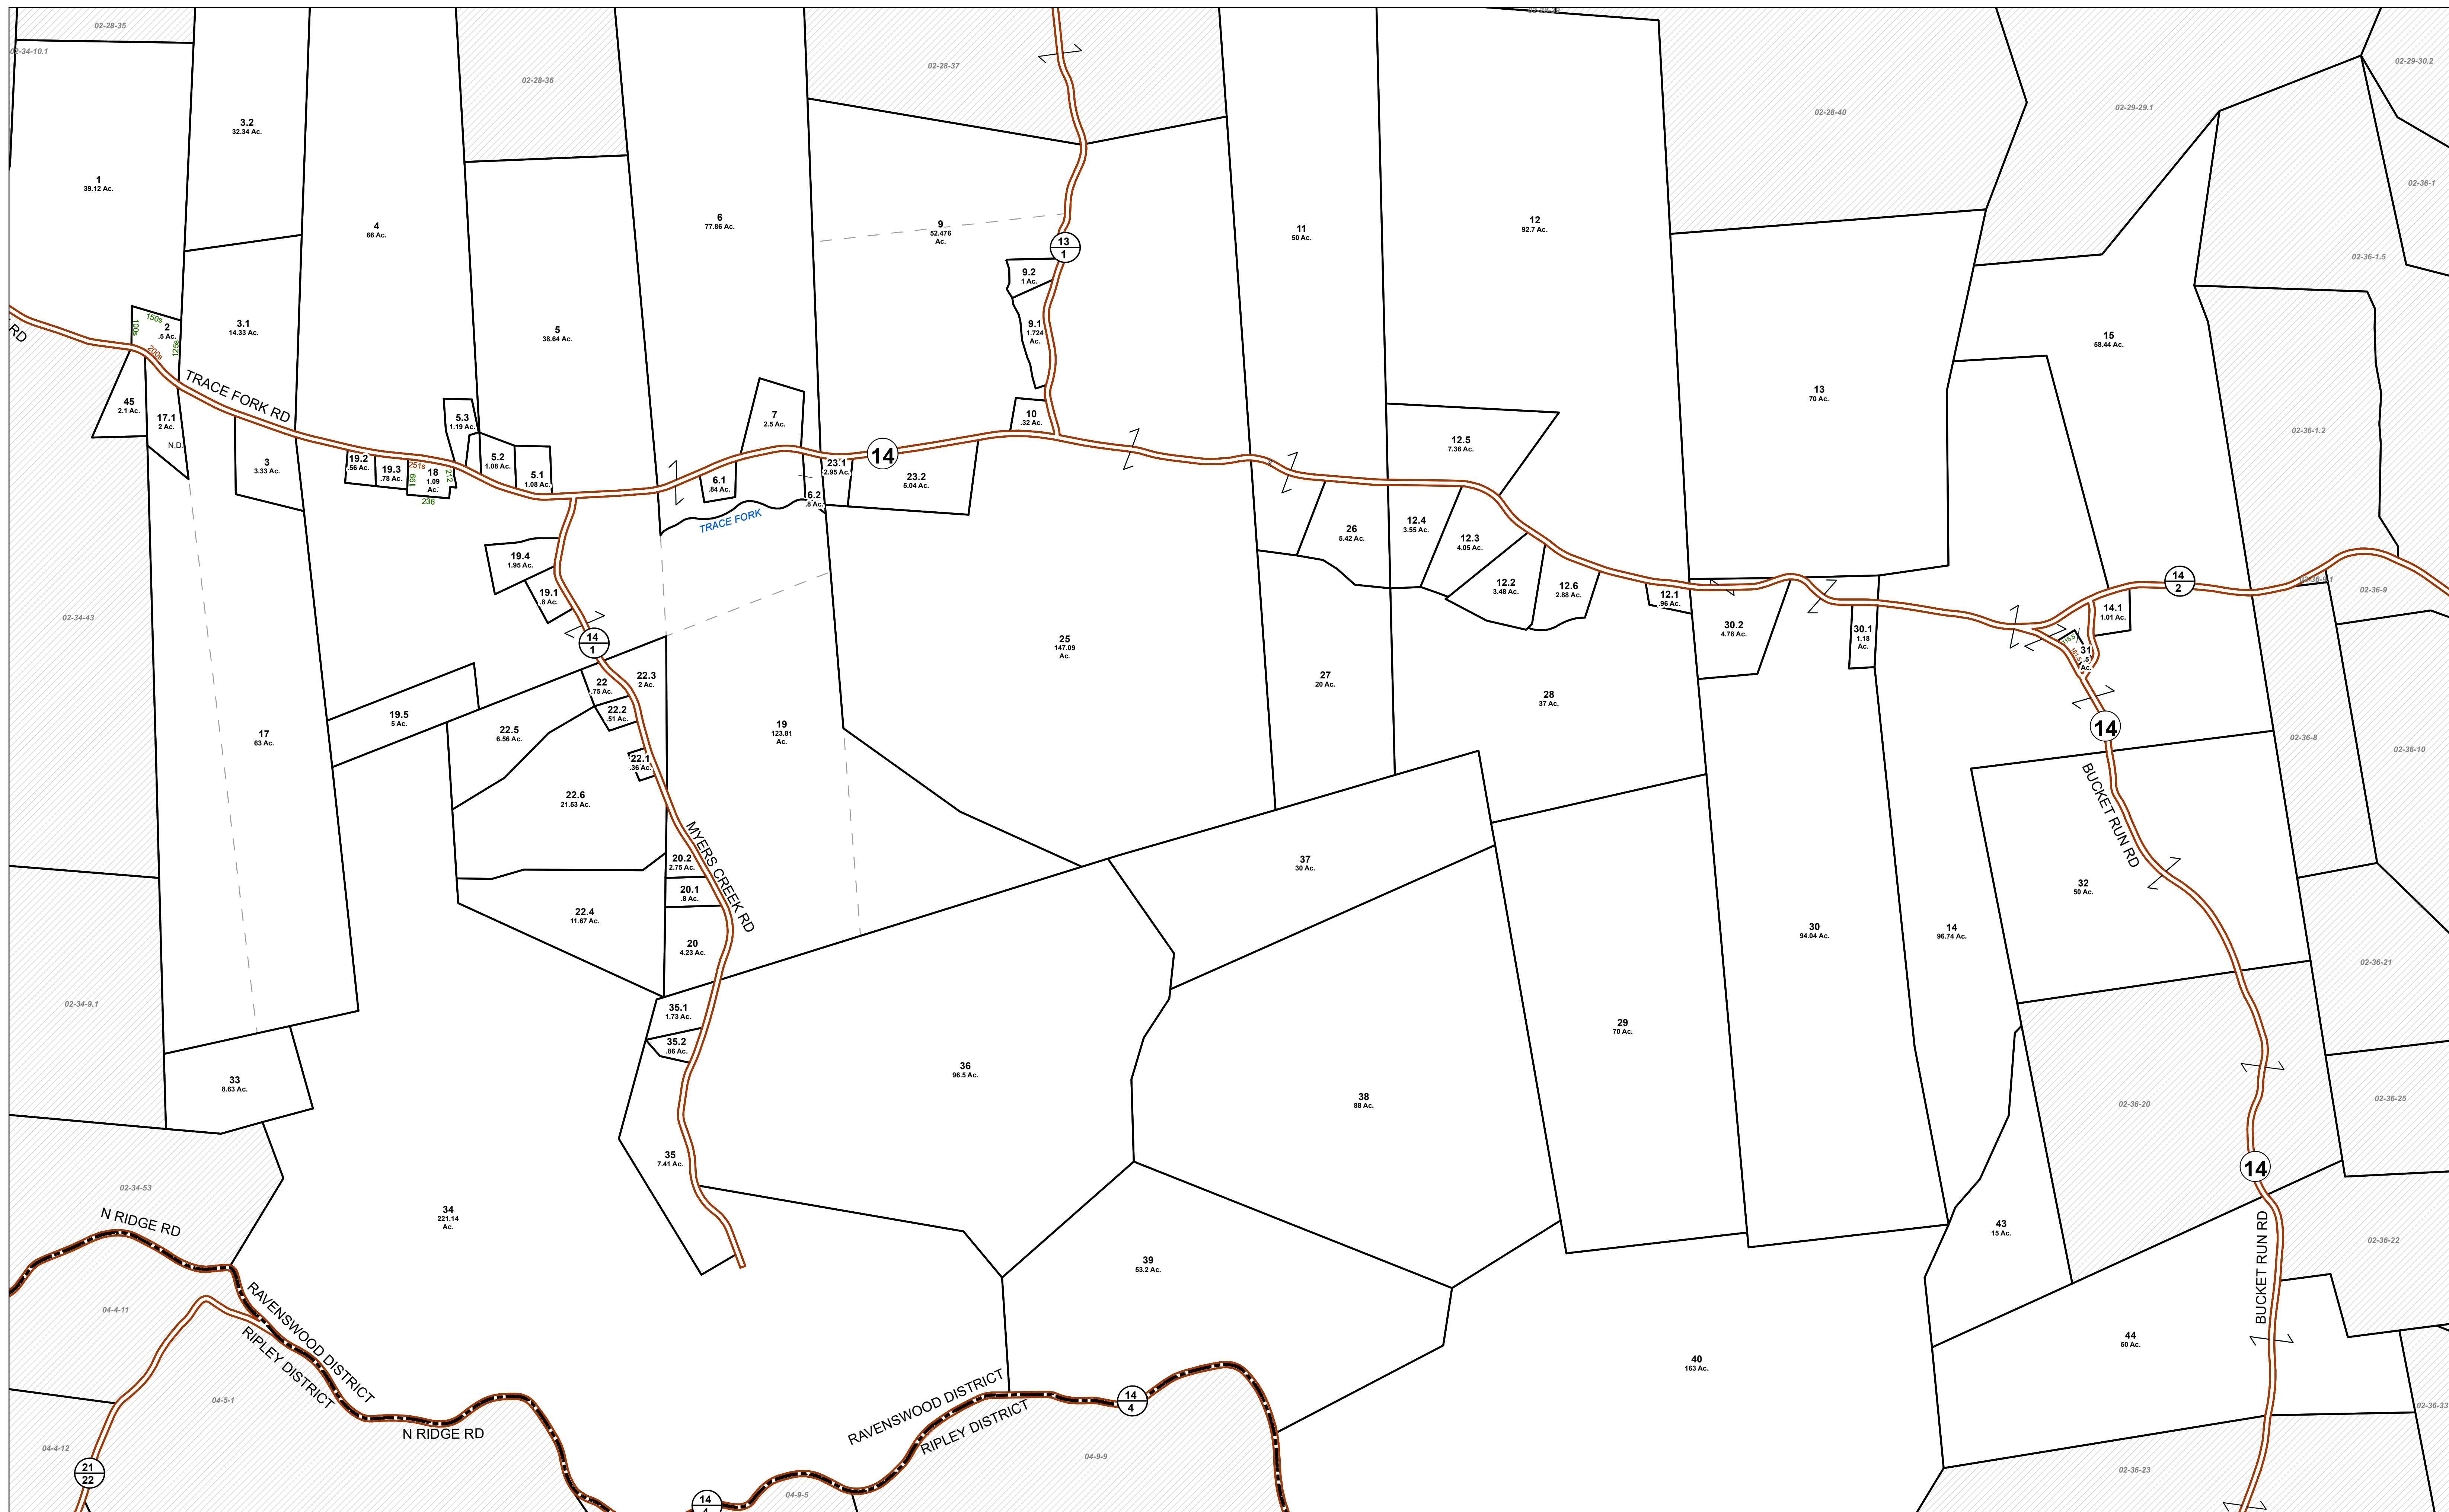 02-28-35
02-34-10.1
02-28-36
02-28-37
02-28-40
02-29-29.1
02-29-30.2
02-36-1
3.2
32.34 Ac.
1
39.12 Ac.
4
66 Ac.
6
77.86 Ac.
9
52.476
Ac.
13
1
11
50 Ac.
12
92.7 Ac.
02-36-1.5
9.2
1 Ac.
3.1
14.33 Ac.
5
38.64 Ac.
9.1
1.724
Ac.
15
58.44 Ac.
RD
150s
100s
2
.5 Ac.
125s
200s
TRACE FORK RD
13
70 Ac.
45
2.1 Ac.
17.1
2 Ac.
N.D.
5.3
1.19 Ac.
7
2.5 Ac.
10
.32 Ac.
02-36-1.2
12.5
7.36 Ac.
3
3.33 Ac.
19.2
.56 Ac.
19.3
.78 Ac.
251s
199
18
1.09
Ac.
212
236
5.2
1.08 Ac.
5.1
1.08 Ac.
6.1
.84 Ac.
6.2
.8 Ac.
23.1
2.95 Ac.
14
23.2
5.04 Ac.
TRACE FORK
26
5.42 Ac.
12.4
3.55 Ac.
12.3
4.05 Ac.
19.4
1.95 Ac.
19.1
.8 Ac.
12.2
3.48 Ac.
12.6
2.88 Ac.
12.1
.96 Ac.
14
2
02-36-9.1
02-36-9
14.1
1.01 Ac.
30.2
4.78 Ac.
30.1
1.18
Ac.
31
.5
Ac.
02-34-43
14
1
25
147.09
Ac.
22
.75 Ac.
22.3
2 Ac.
27
20 Ac.
28
37 Ac.
22.2
.51 Ac.
19.5
5 Ac.
22.5
6.56 Ac.
19
123.81
Ac.
17
63 Ac.
14
02-36-8
02-36-10
22.1
.36 Ac.
22.6
21.53 Ac.
BUCKET RUN RD
MYERS CREEK RD
20.2
2.75 Ac.
37
30 Ac.
20.1
.8 Ac.
32
50 Ac.
22.4
11.67 Ac.
20
4.23 Ac.
30
94.04 Ac.
14
96.74 Ac.
02-36-21
02-34-9.1
35.1
1.73 Ac.
35.2
.86 Ac.
29
70 Ac.
36
96.5 Ac.
33
8.63 Ac.
38
88 Ac.
02-36-20
02-36-25
35
7.41 Ac.
14
02-34-53
34
221.14
Ac.
N RIDGE RD
43
15 Ac.
02-36-22
BUCKET RUN RD
39
53.2 Ac.
04-4-11
RAVENSWOOD DISTRICT
RIPLEY DISTRICT
44
50 Ac.
40
163 Ac.
04-5-1
RAVENSWOOD DISTRICT
RIPLEY DISTRICT
14
4
02-36-33
N RIDGE RD
04-4-12
04-9-9
21
22
02-36-23
04-9-5
14